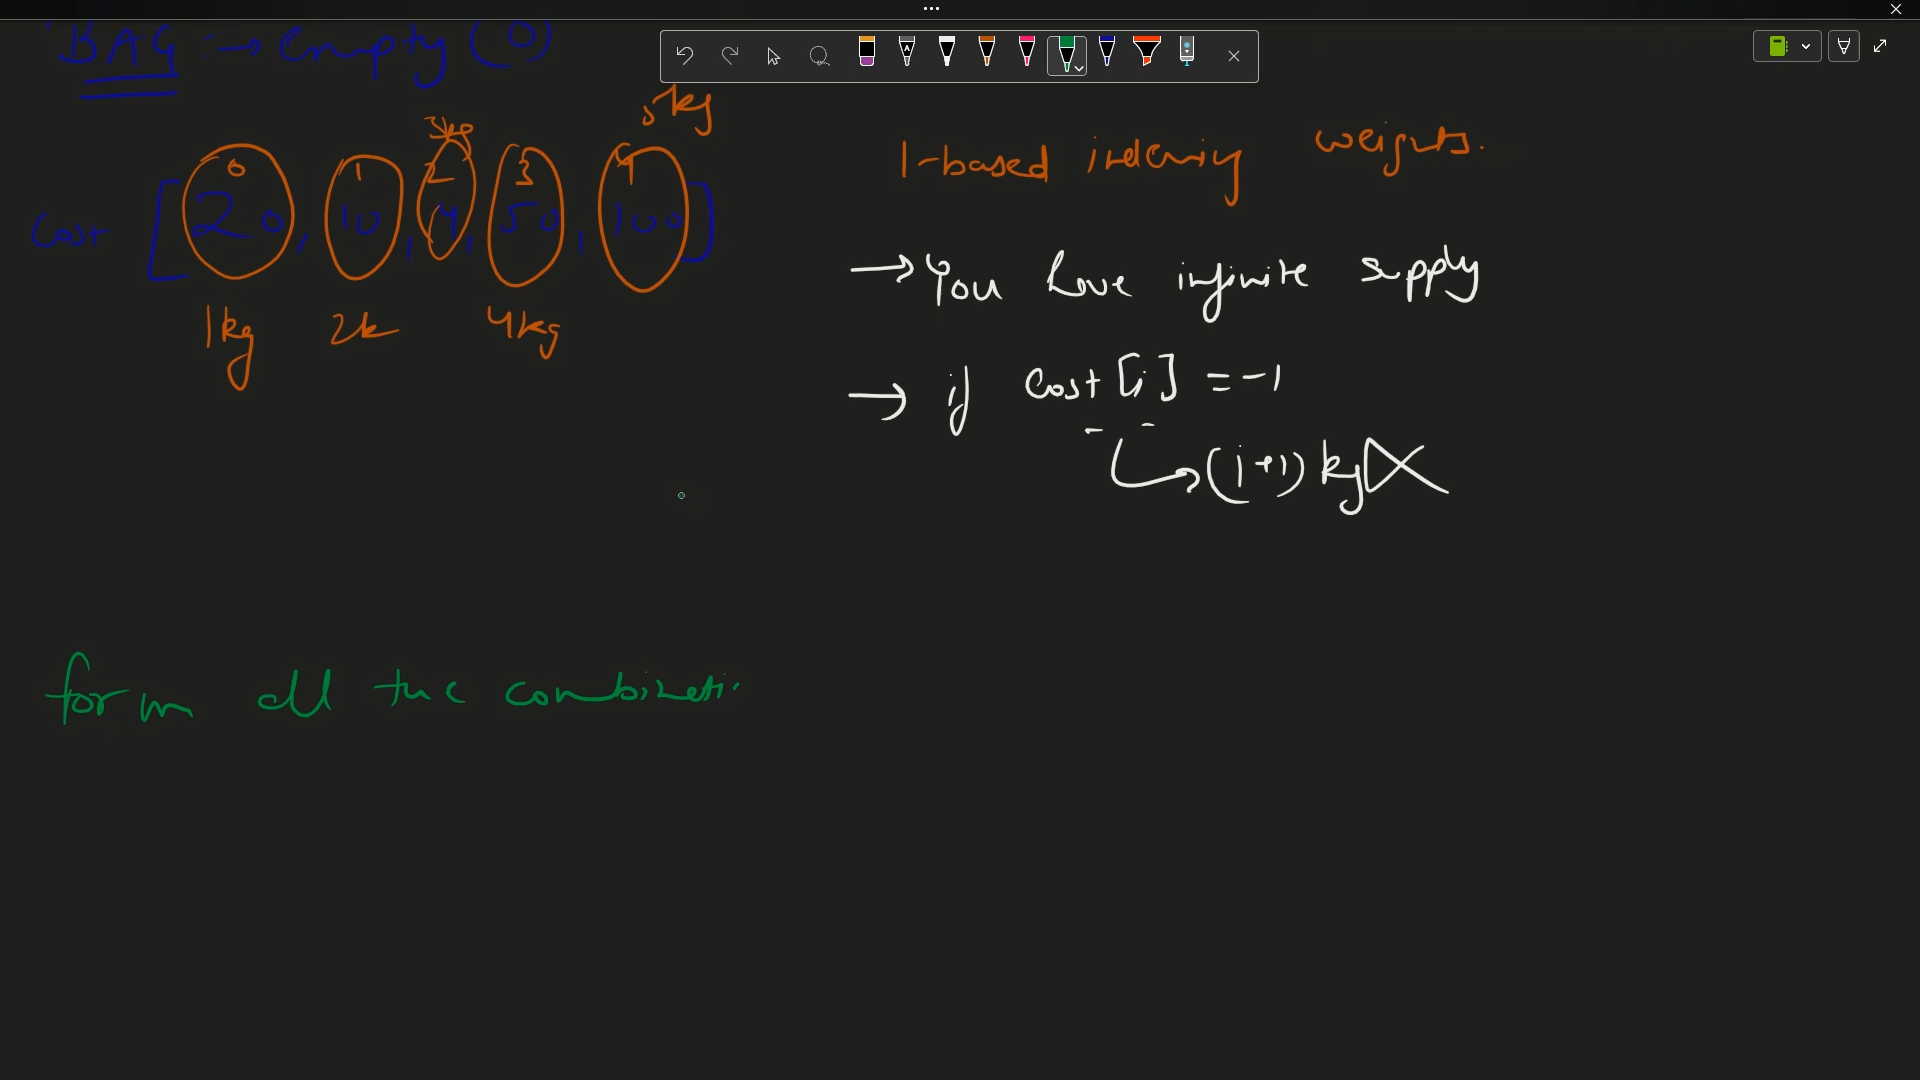 BAG :→ empty (0)
5kg
3kg
0 1 2 3 4
Cost [20, 10, 4, 50, 100]
1kg 2k 4kg
1-based indexing weights.
→ You have infinite supply
→ if Cost[i] = -1
(i+1) kg X
form all the combinati